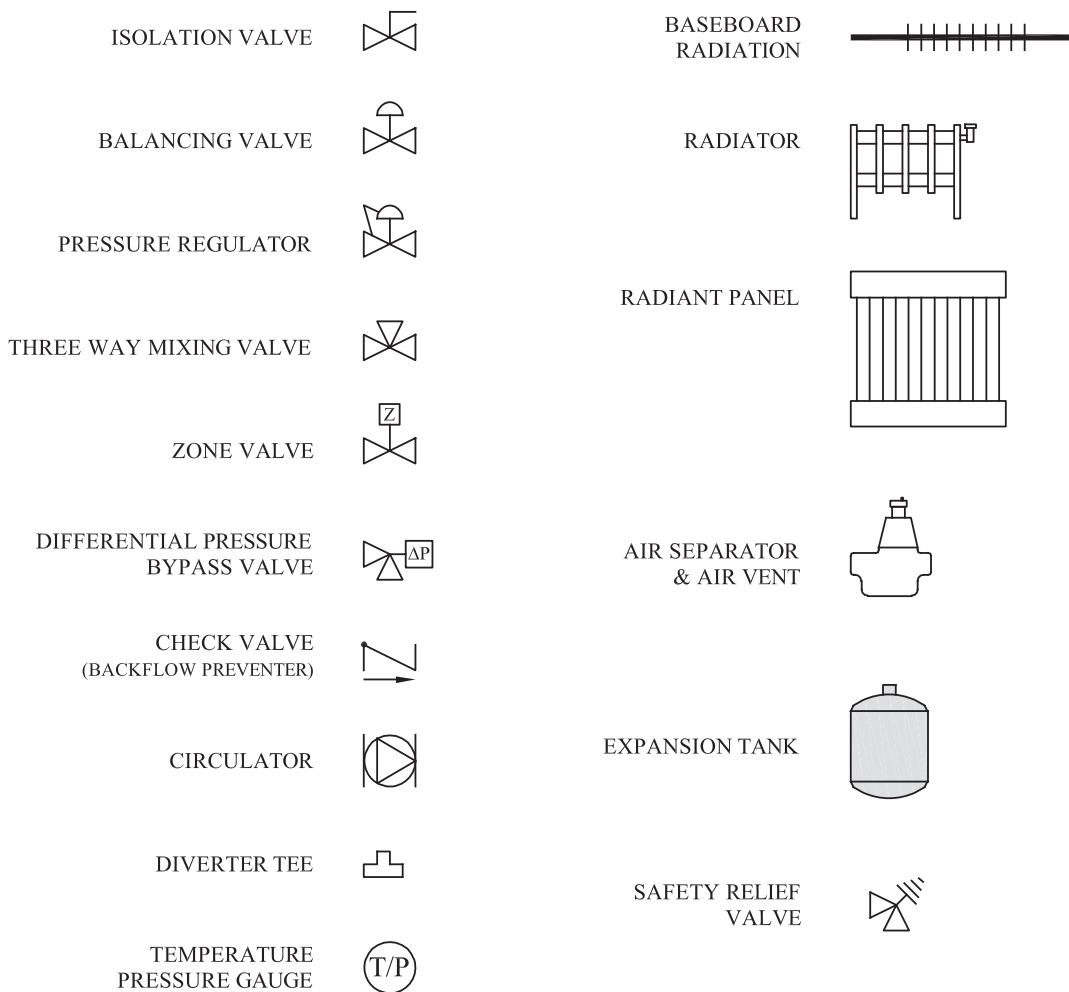 ISOLATION VALVE
BALANCING VALVE
PRESSURE REGULATOR
THREE WAY MIXING VALVE
Z
ZONE VALVE
DIFFERENTIAL PRESSURE
BYPASS VALVE
ΔP
CHECK VALVE
(BACKFLOW PREVENTER)
CIRCULATOR
DIVERTER TEE
TEMPERATURE
PRESSURE GAUGE
T/P
BASEBOARD
RADIATION
RADIATOR
RADIANT PANEL
AIR SEPARATOR
& AIR VENT
EXPANSION TANK
SAFETY RELIEF
VALVE